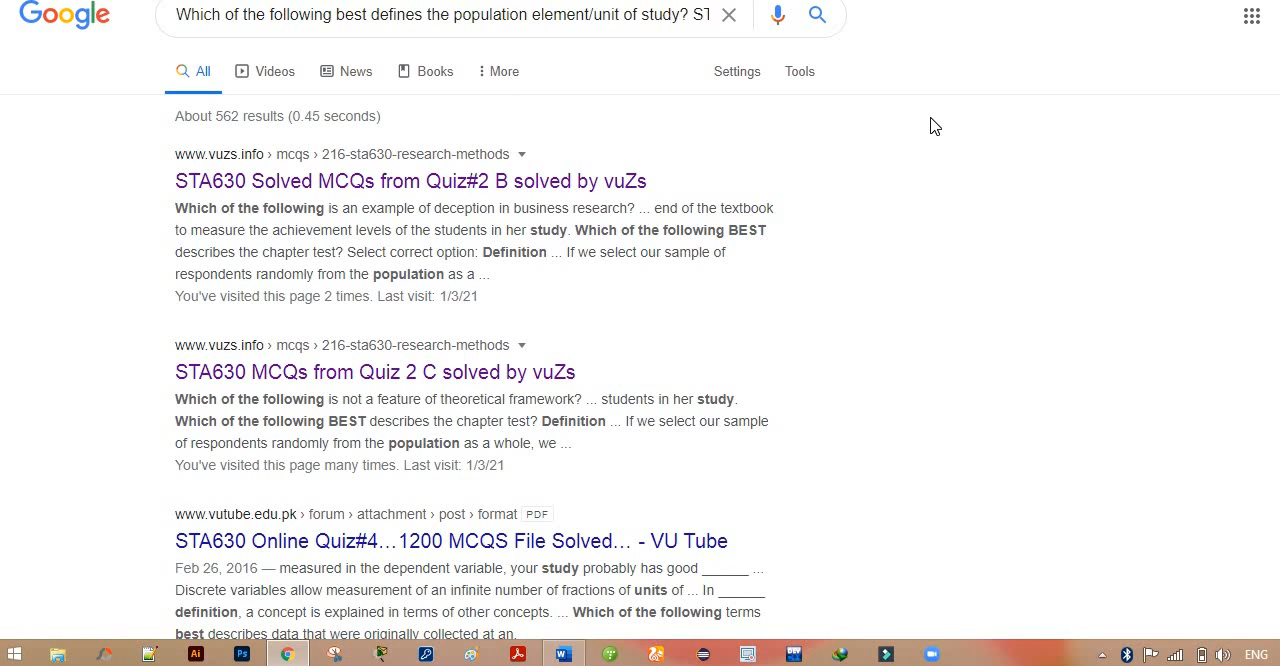 Google
Which of the following best defines the population element/unit of study? ST
All
Videos
News
Books
More
Settings
Tools
About 562 results (0.45 seconds)
www.vuzs.info › mcqs › 216-sta630-research-methods
STA630 Solved MCQs from Quiz#2 B solved by vuZs
Which of the following is an example of deception in business research? ... end of the textbook
to measure the achievement levels of the students in her study. Which of the following BEST
describes the chapter test? Select correct option: Definition ... If we select our sample of
respondents randomly from the population as a ...
You've visited this page 2 times. Last visit: 1/3/21
www.vuzs.info › mcqs › 216-sta630-research-methods
STA630 MCQs from Quiz 2 C solved by vuZs
Which of the following is not a feature of theoretical framework? ... students in her study.
Which of the following BEST describes the chapter test? Definition ... If we select our sample
of respondents randomly from the population as a whole, we ...
You've visited this page many times. Last visit: 1/3/21
www.vutube.edu.pk › forum › attachment › post › format PDF
STA630 Online Quiz#4…1200 MCQS File Solved… - VU Tube
Feb 26, 2016 — measured in the dependent variable, your study probably has good ______ ...
Discrete variables allow measurement of an infinite number of fractions of units of ... In ______
definition, a concept is explained in terms of other concepts. ... Which of the following terms
best describes data that were originally collected at an.
Ai
Ps
DEV
ENG